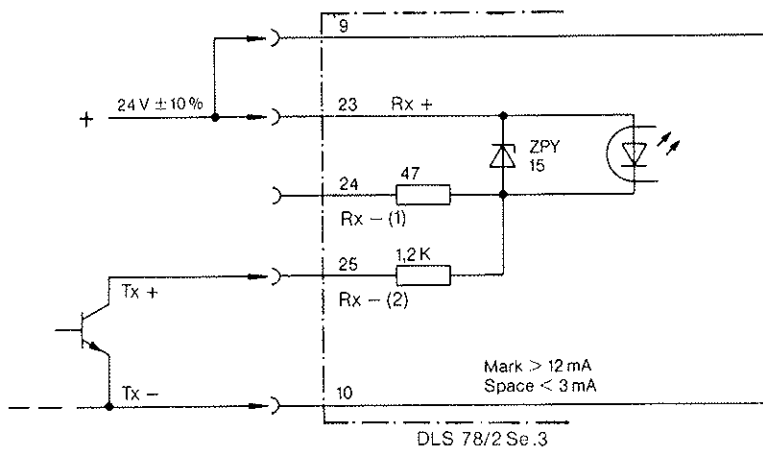 9
+ 24 V ± 10 %
23 Rx +
ZPY
15
24 47
Rx – (1)
25 1,2 K
Rx – (2)
Tx +
Mark > 12 mA
Space < 3 mA
Tx –
10
DLS 78/2 Se.3